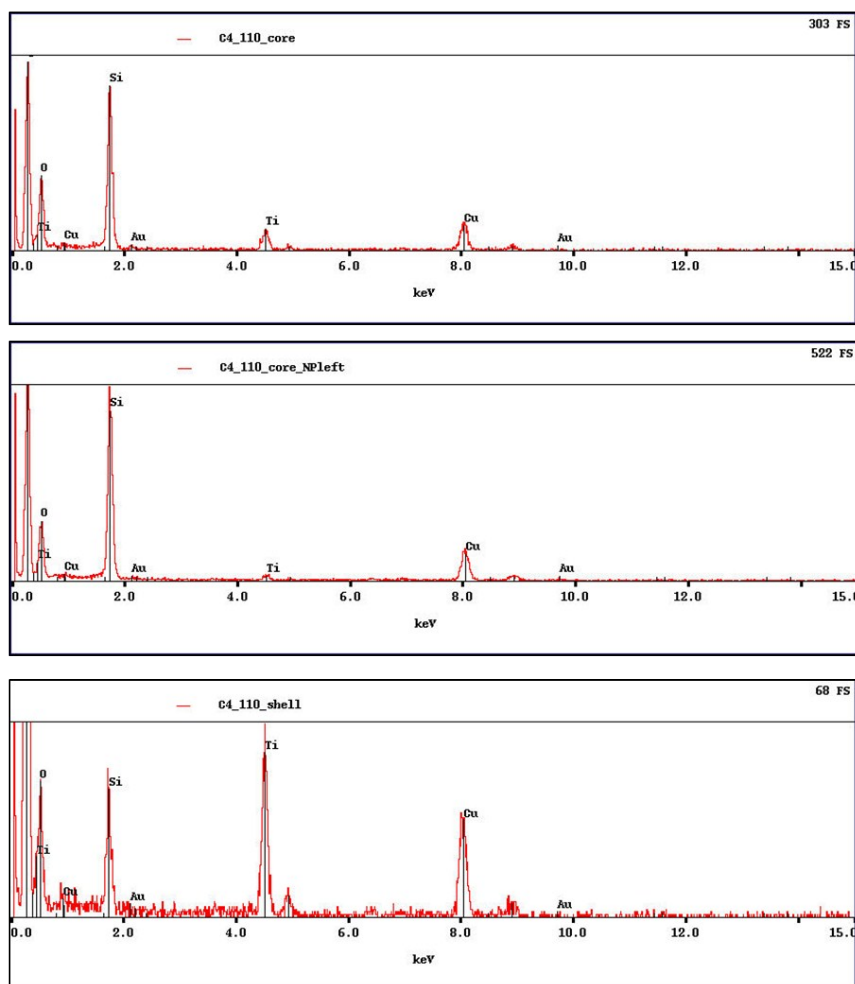 303 FS
C4_110_core
Si
O
Ti
Cu
Au
Ti
Cu
Au
0.0 2.0 4.0 6.0 8.0 10.0 12.0 15.0
keV
522 FS
C4_110_core_NPleft
Si
O
Ti
Cu
Au
Ti
Cu
Au
0.0 2.0 4.0 6.0 8.0 10.0 12.0 15.0
keV
68 FS
C4_110_shell
Ti
O
Si
Cu
Ti
Cu
Au
Au
0.0 2.0 4.0 6.0 8.0 10.0 12.0 15.0
keV